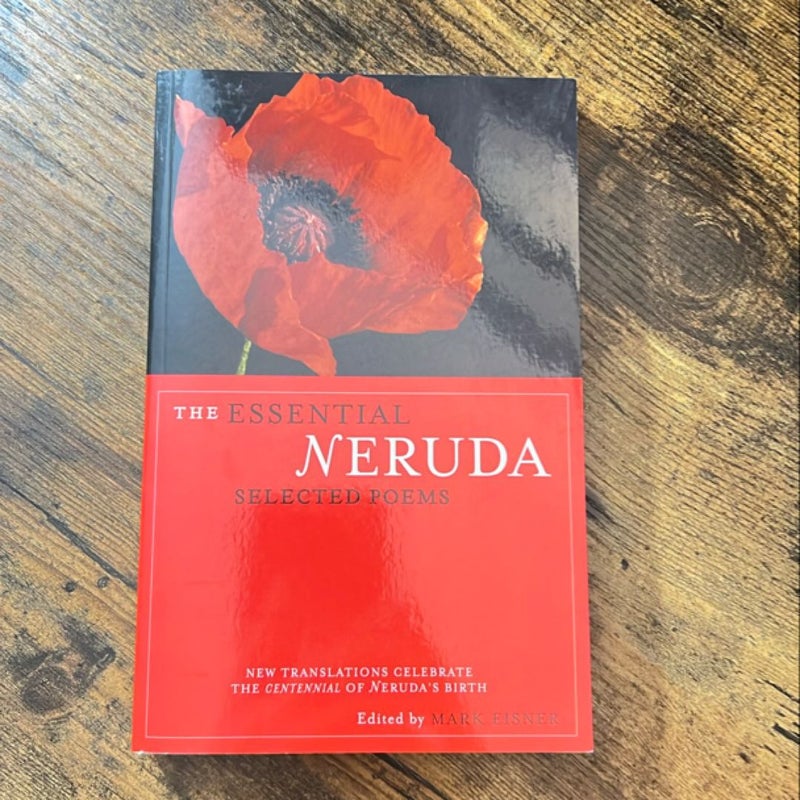 THE ESSENTIAL
NERUDA
SELECTED POEMS
NEW TRANSLATIONS CELEBRATE
THE CENTENNIAL OF NERUDA'S BIRTH
Edited by MARK EISNER